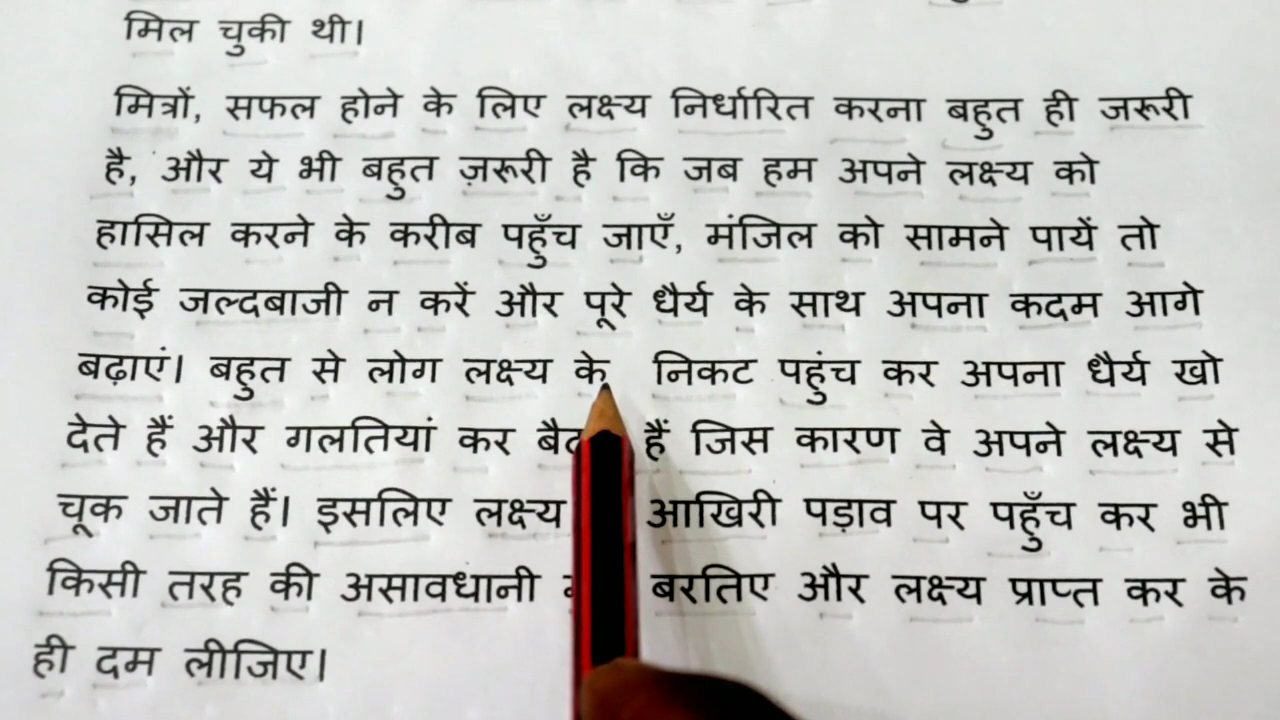 मिल चुकी थी।
मित्रों, सफल होने के लिए लक्ष्य निर्धारित करना बहुत ही जरूरी
है, और ये भी बहुत ज़रूरी है कि जब हम अपने लक्ष्य को
हासिल करने के करीब पहुँच जाएँ, मंजिल को सामने पायें तो
कोई जल्दबाजी न करें और पूरे धैर्य के साथ अपना कदम आगे
बढ़ाएं। बहुत से लोग लक्ष्य के निकट पहुंच कर अपना धैर्य खो
देते हैं और गलतियां कर हैं जिस कारण वे अपने लक्ष्य से
चूक जाते हैं। इसलिए लक्ष्य आखिरी पड़ाव पर पहुँच कर भी
किसी तरह की असावधानी बरतिए और लक्ष्य प्राप्त कर के
ही दम लीजिए।